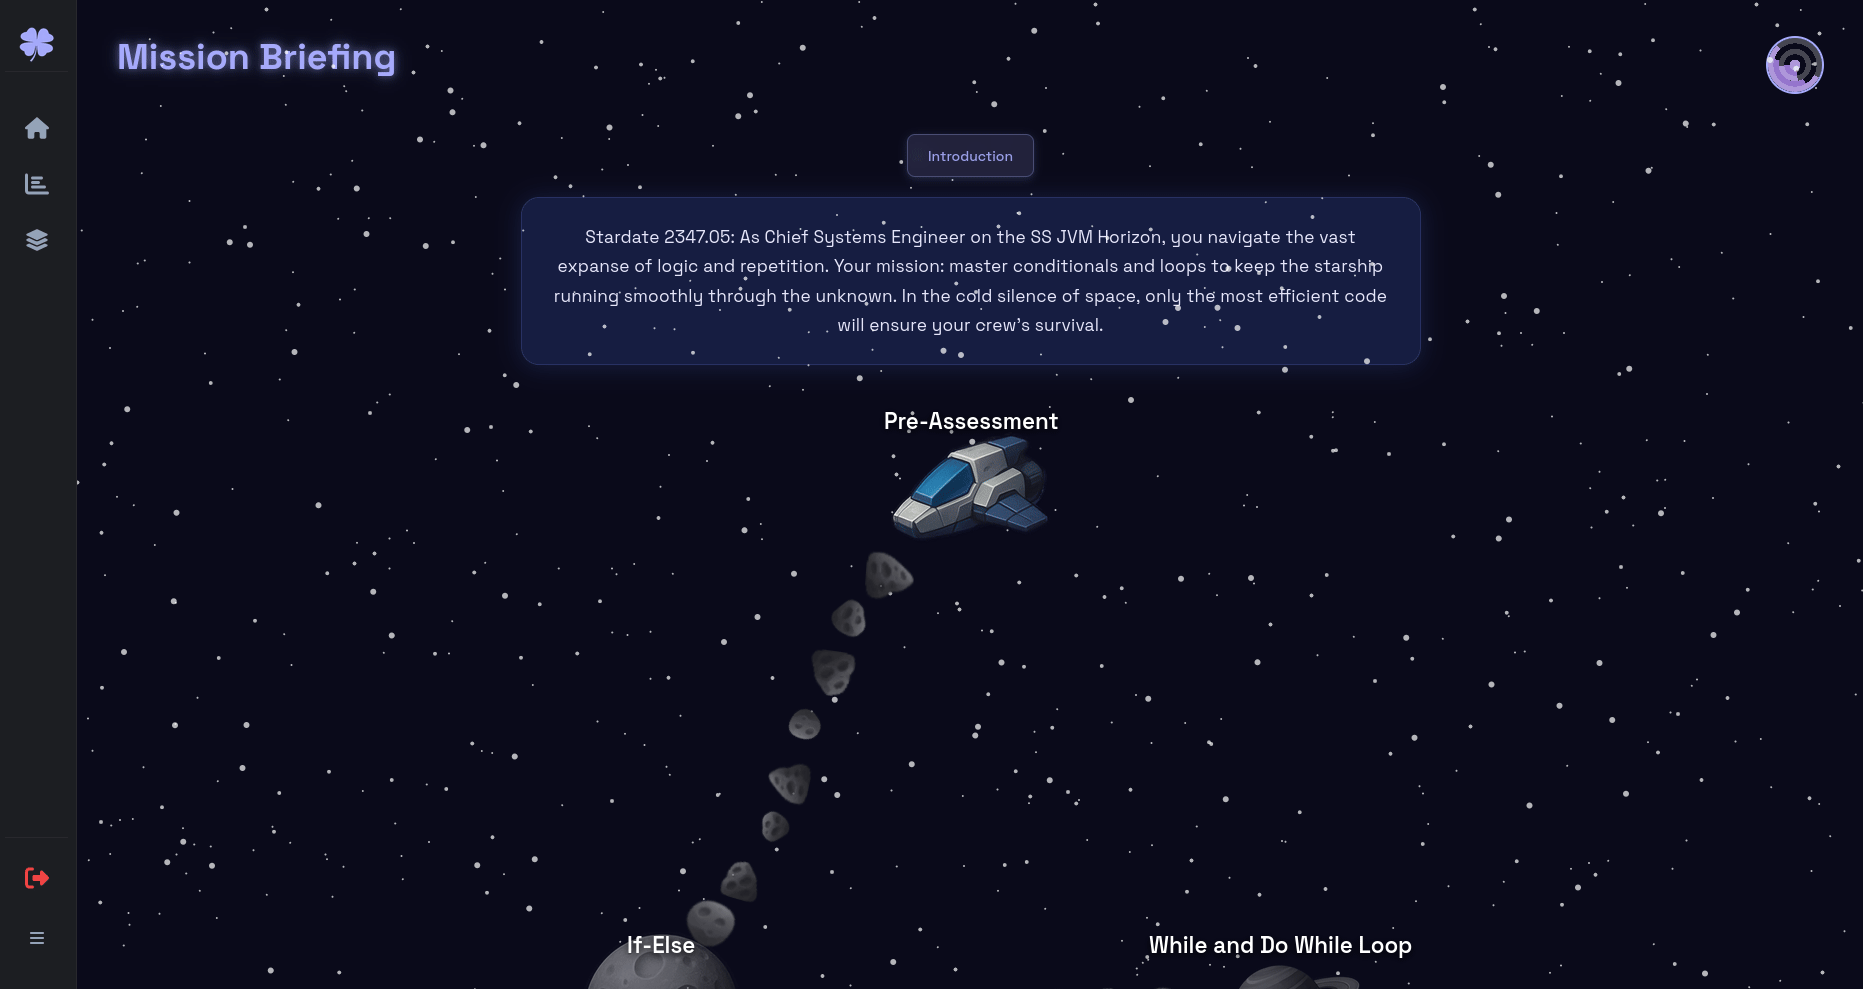 Mission Briefing
Introduction
Stardate 2347.05: As Chief Systems Engineer on the SS JVM Horizon, you navigate the vast
expanse of logic and repetition. Your mission: master conditionals and loops to keep the starship
running smoothly through the unknown. In the cold silence of space, only the most efficient code
will ensure your crew's survival.
Pre-Assessment
If-Else
While and Do While Loop